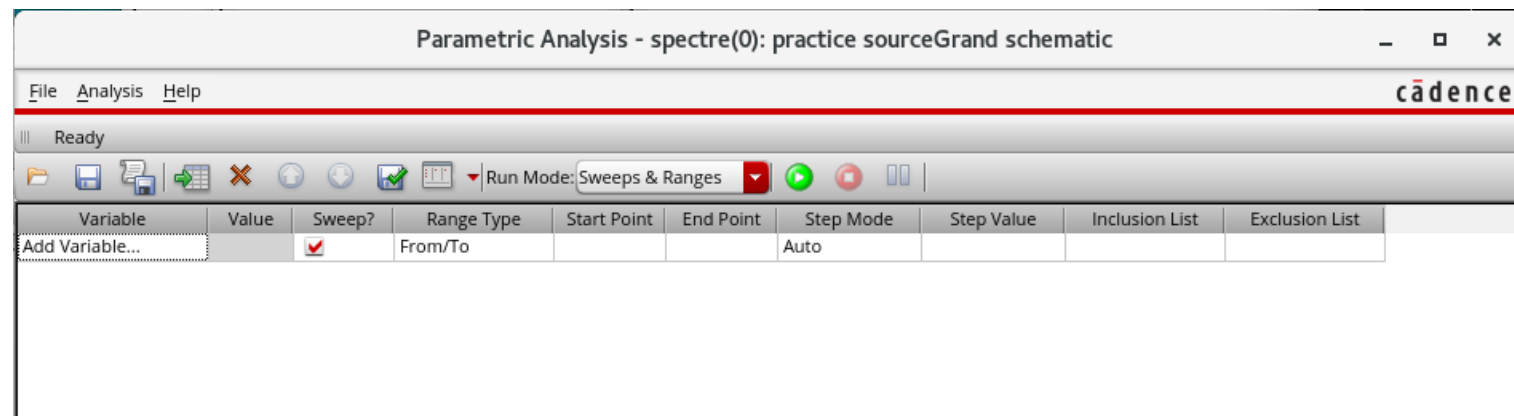 Parametric Analysis - spectre(0): practice sourceGrand schematic
File Analysis Help cādence
Ready
Run Mode: Sweeps & Ranges
Variable Value Sweep? Range Type Start Point End Point Step Mode Step Value Inclusion List Exclusion List
Add Variable... From/To Auto